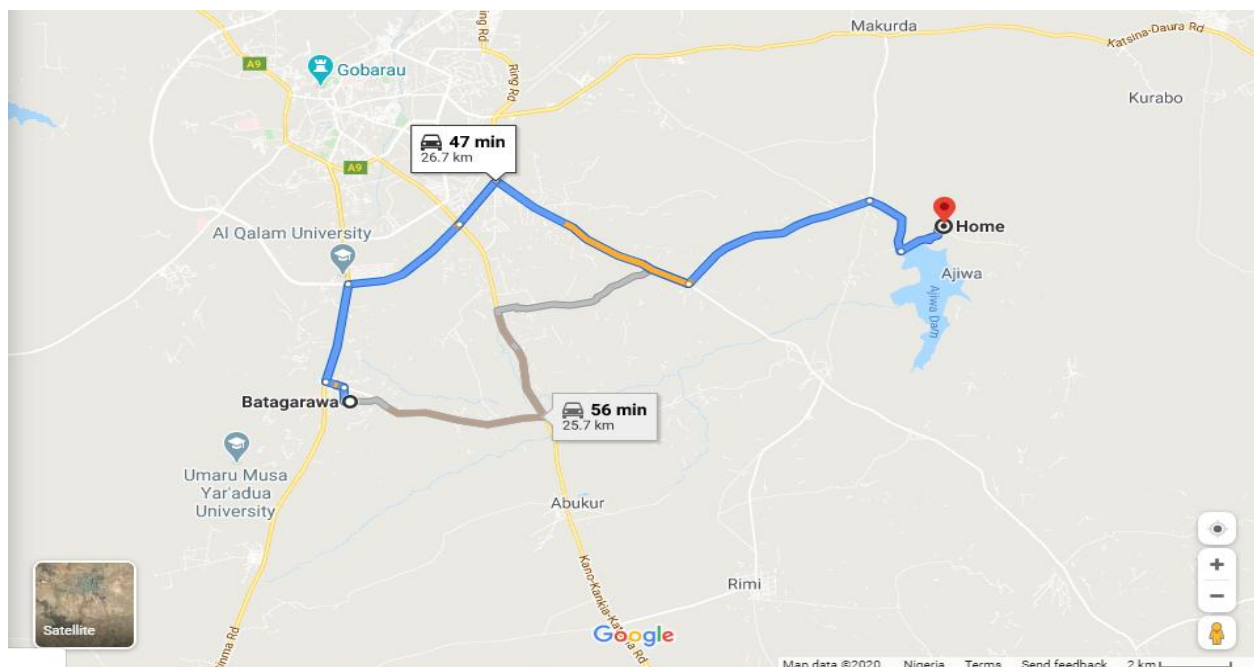 Makurda
Katsina-Daura Rd
A9
Gobarau
Ring Rd
Kurabo
47 min
26.7 km
A9
Al Qalam University
Home
Ajiwa
Ajiwa Dam
Batagarawa
56 min
25.7 km
Umaru Musa
Yar'adua
University
Abukur
Kano-Kankia-Katsina Rd
Rimi
Satellite
Google
Map data ©2020 Nigeria Terms Send feedback 2 km